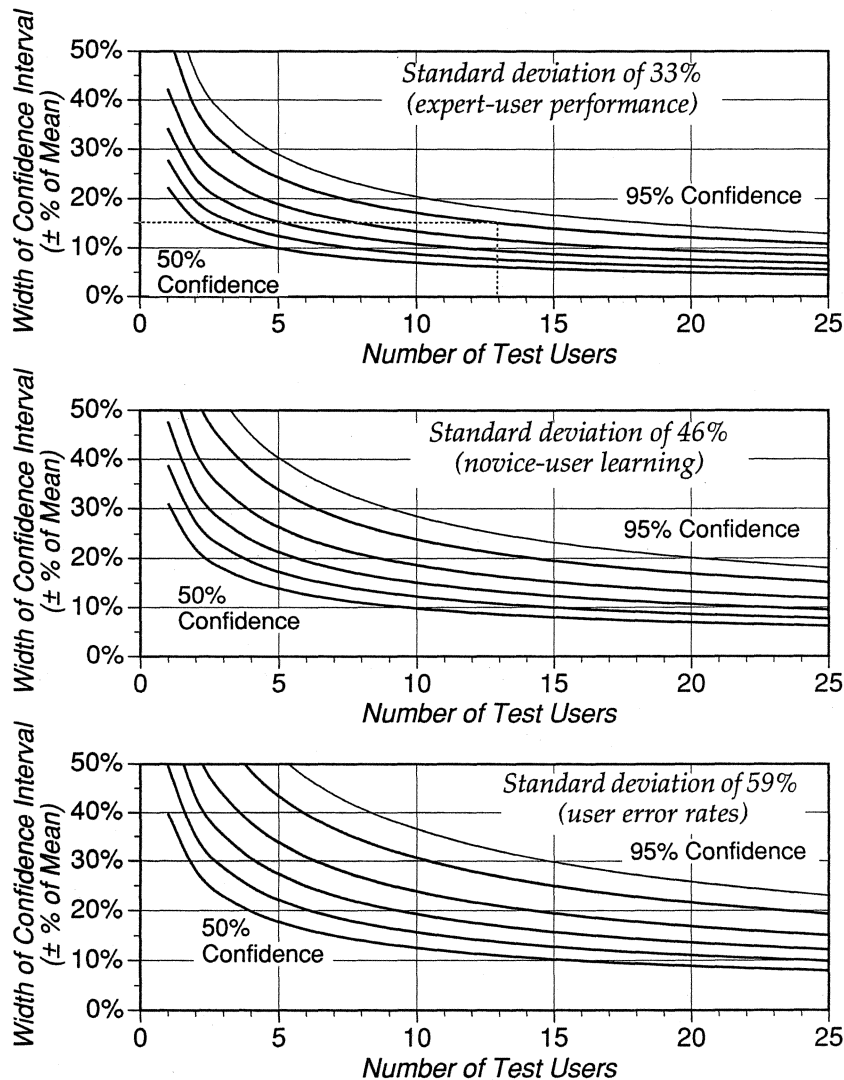 Width of Confidence Interval
(± % of Mean)
50%
40%
30%
20%
10%
0%
Standard deviation of 33%
(expert-user performance)
95% Confidence
50%
Confidence
0 5 10 15 20 25
Number of Test Users
Width of Confidence Interval
(± % of Mean)
50%
40%
30%
20%
10%
0%
Standard deviation of 46%
(novice-user learning)
95% Confidence
50%
Confidence
0 5 10 15 20 25
Number of Test Users
Width of Confidence Interval
(± % of Mean)
50%
40%
30%
20%
10%
0%
Standard deviation of 59%
(user error rates)
95% Confidence
50%
Confidence
0 5 10 15 20 25
Number of Test Users